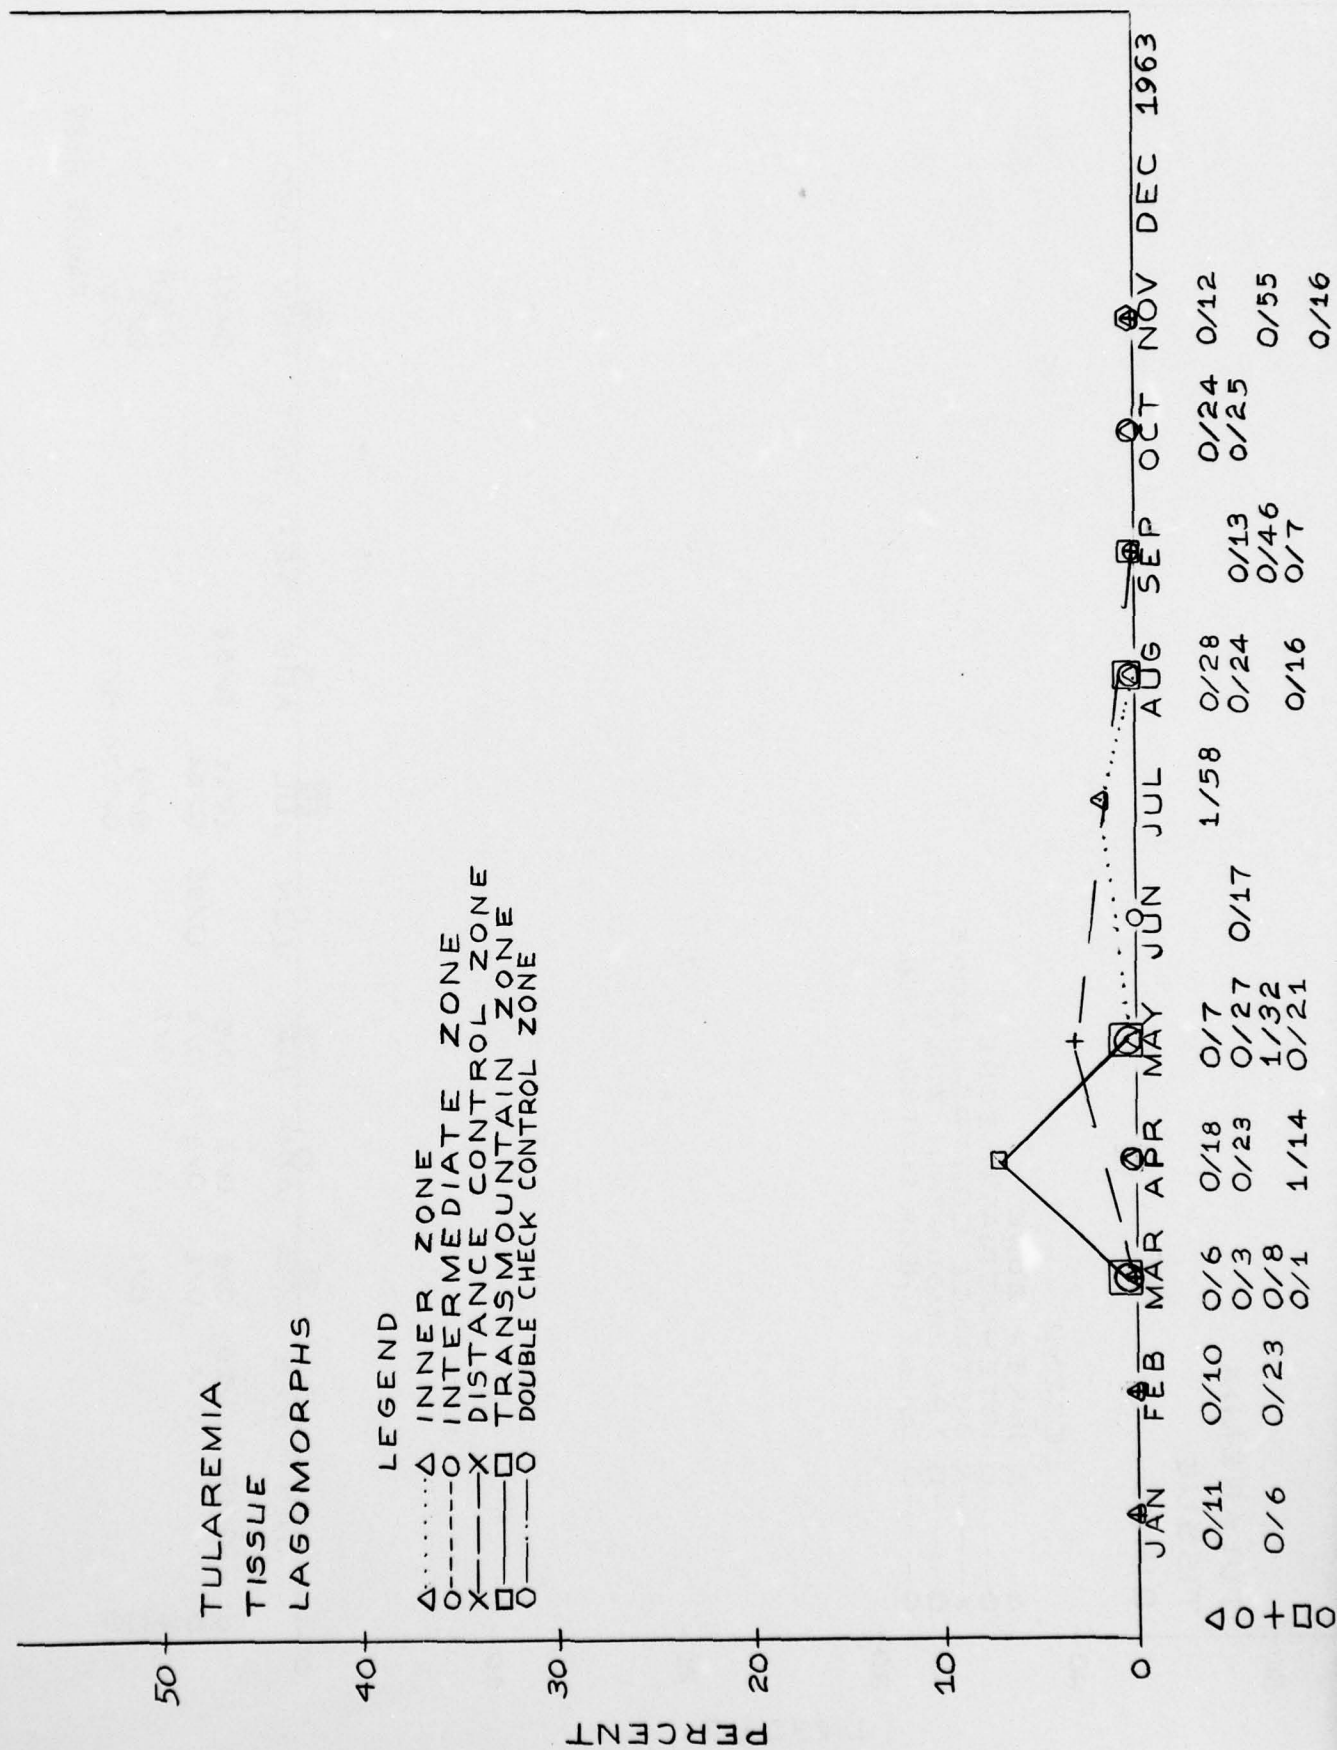 TULAREMIA
TISSUE
LAGOMORPHS
LEGEND
INNER ZONE
INTERMEDIATE ZONE
DISTANCE CONTROL ZONE
TRANSMOUNTAIN ZONE
DOUBLE CHECK CONTROL ZONE
PERCENT
50
40
30
20
10
0
JAN FEB MAR APR MAY JUN JUL AUG SEP OCT NOV DEC 1963
0/11 0/10 0/6 0/18 0/7 1/58 0/28 0/24 0/12
0/3 0/23 0/27 0/17 0/24 0/13 0/25
0/6 0/23 0/8 1/32 0/46 0/55
0/1 1/14 0/21 0/16 0/7
0/16